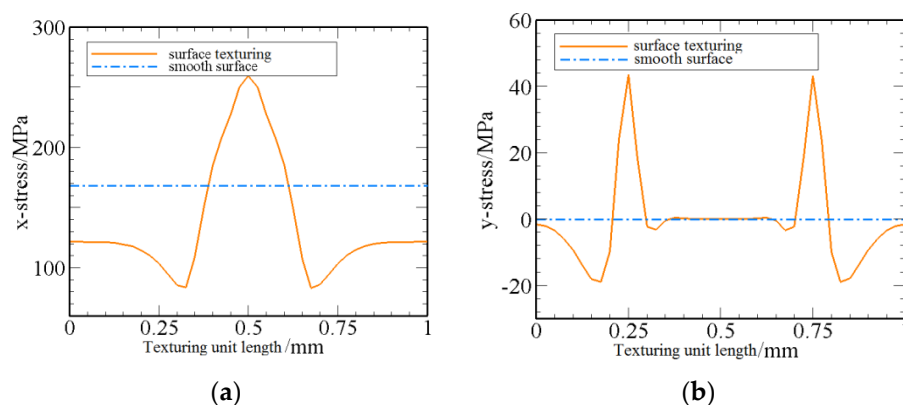 300
200
100
x-stress/MPa
surface texturing
smooth surface
0
0.25
0.5
0.75
1
Texturing unit length/mm
(a)
60
40
20
0
-20
y-stress/MPa
surface texturing
smooth surface
0
0.25
0.5
0.75
Texturing unit length/mm
(b)